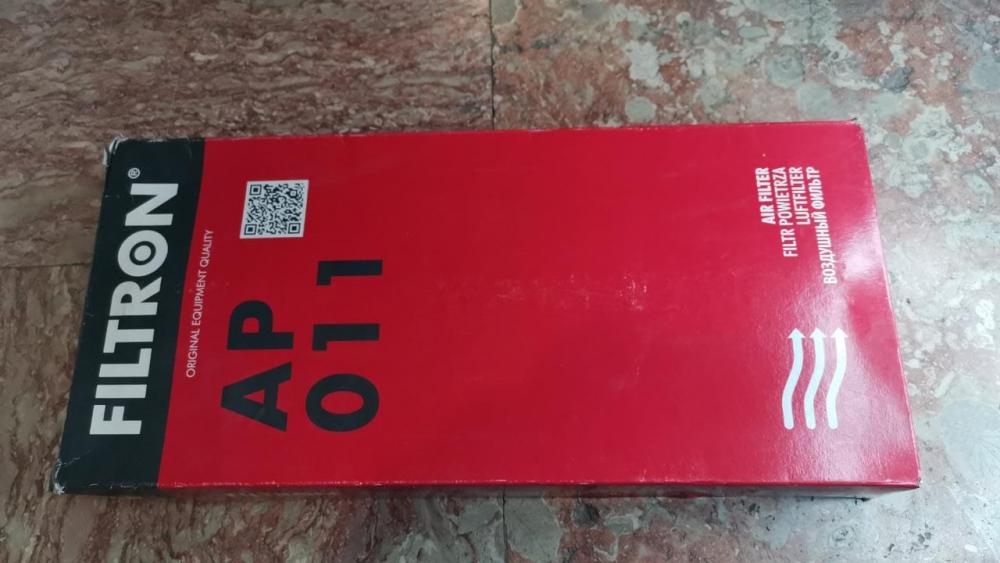 FILTRON®
ORIGINAL EQUIPMENT QUALITY
AP
011
AIR FILTER
FILTR POWIETRZA
LUFTFILTER
ВОЗДУШНЫЙ ФИЛЬТР